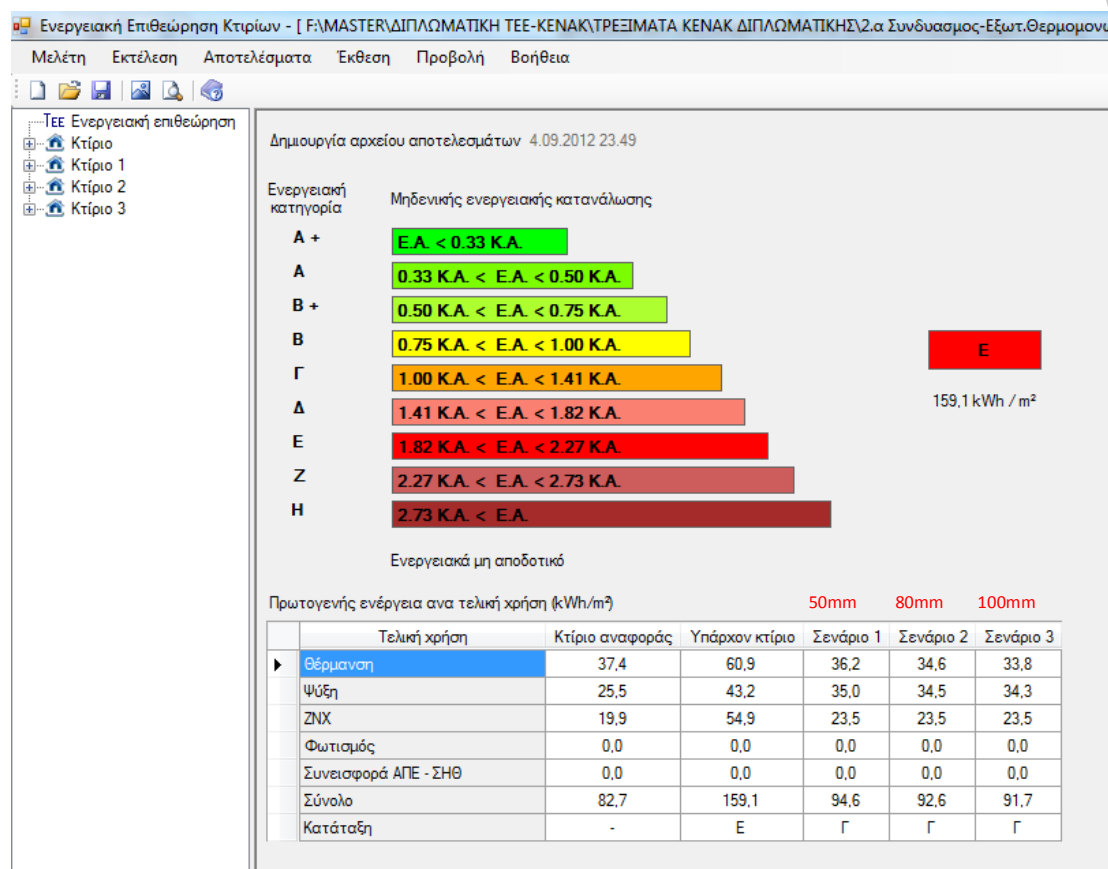 Ενεργειακή Επιθεώρηση Κτιρίων - [ F:\MASTER\ΔΙΠΛΩΜΑΤΙΚΗ ΤΕΕ-ΚΕΝΑΚ\ΤΡΕΞΙΜΑΤΑ ΚΕΝΑΚ ΔΙΠΛΩΜΑΤΙΚΗΣ\2.α Συνδυασμος-Εξωτ.Θερμομον
Μελέτη Εκτέλεση Αποτελέσματα Έκθεση Προβολή Βοήθεια
ΤΕΕ Ενεργειακή επιθεώρηση
Κτίριο
Κτίριο 1
Κτίριο 2
Κτίριο 3
Δημιουργία αρχείου αποτελεσμάτων 4.09.2012 23.49
Ενεργειακή κατηγορία
Μηδενικής ενεργειακής κατανάλωσης
A + Ε.Α. < 0.33 Κ.Α.
A 0.33 Κ.Α. < Ε.Α. < 0.50 Κ.Α.
B + 0.50 Κ.Α. < Ε.Α. < 0.75 Κ.Α.
B 0.75 Κ.Α. < Ε.Α. < 1.00 Κ.Α.
Γ 1.00 Κ.Α. < Ε.Α. < 1.41 Κ.Α.
Δ 1.41 Κ.Α. < Ε.Α. < 1.82 Κ.Α.
Ε 1.82 Κ.Α. < Ε.Α. < 2.27 Κ.Α.
Ζ 2.27 Κ.Α. < Ε.Α. < 2.73 Κ.Α.
Η 2.73 Κ.Α. < Ε.Α.
Ε
159,1 kWh / m²
Ενεργειακά μη αποδοτικό
Πρωτογενής ενέργεια ανα τελική χρήση (kWh/m²) 50mm 80mm 100mm
Τελική χρήση Κτίριο αναφοράς Υπάρχον κτίριο Σενάριο 1 Σενάριο 2 Σενάριο 3
Θέρμανση 37,4 60,9 36,2 34,6 33,8
Ψύξη 25,5 43,2 35,0 34,5 34,3
ΖΝΧ 19,9 54,9 23,5 23,5 23,5
Φωτισμός 0,0 0,0 0,0 0,0 0,0
Συνεισφορά ΑΠΕ - ΣΗΘ 0,0 0,0 0,0 0,0 0,0
Σύνολο 82,7 159,1 94,6 92,6 91,7
Κατάταξη - Ε Γ Γ Γ